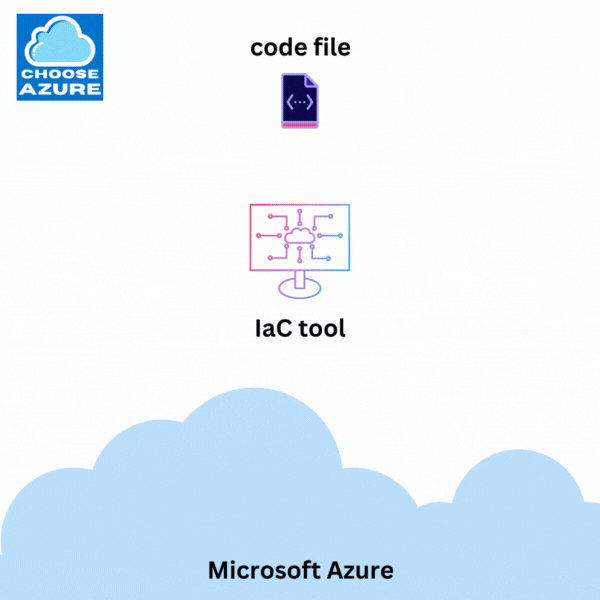 CHOOSE
AZURE
code file
IaC tool
Microsoft Azure